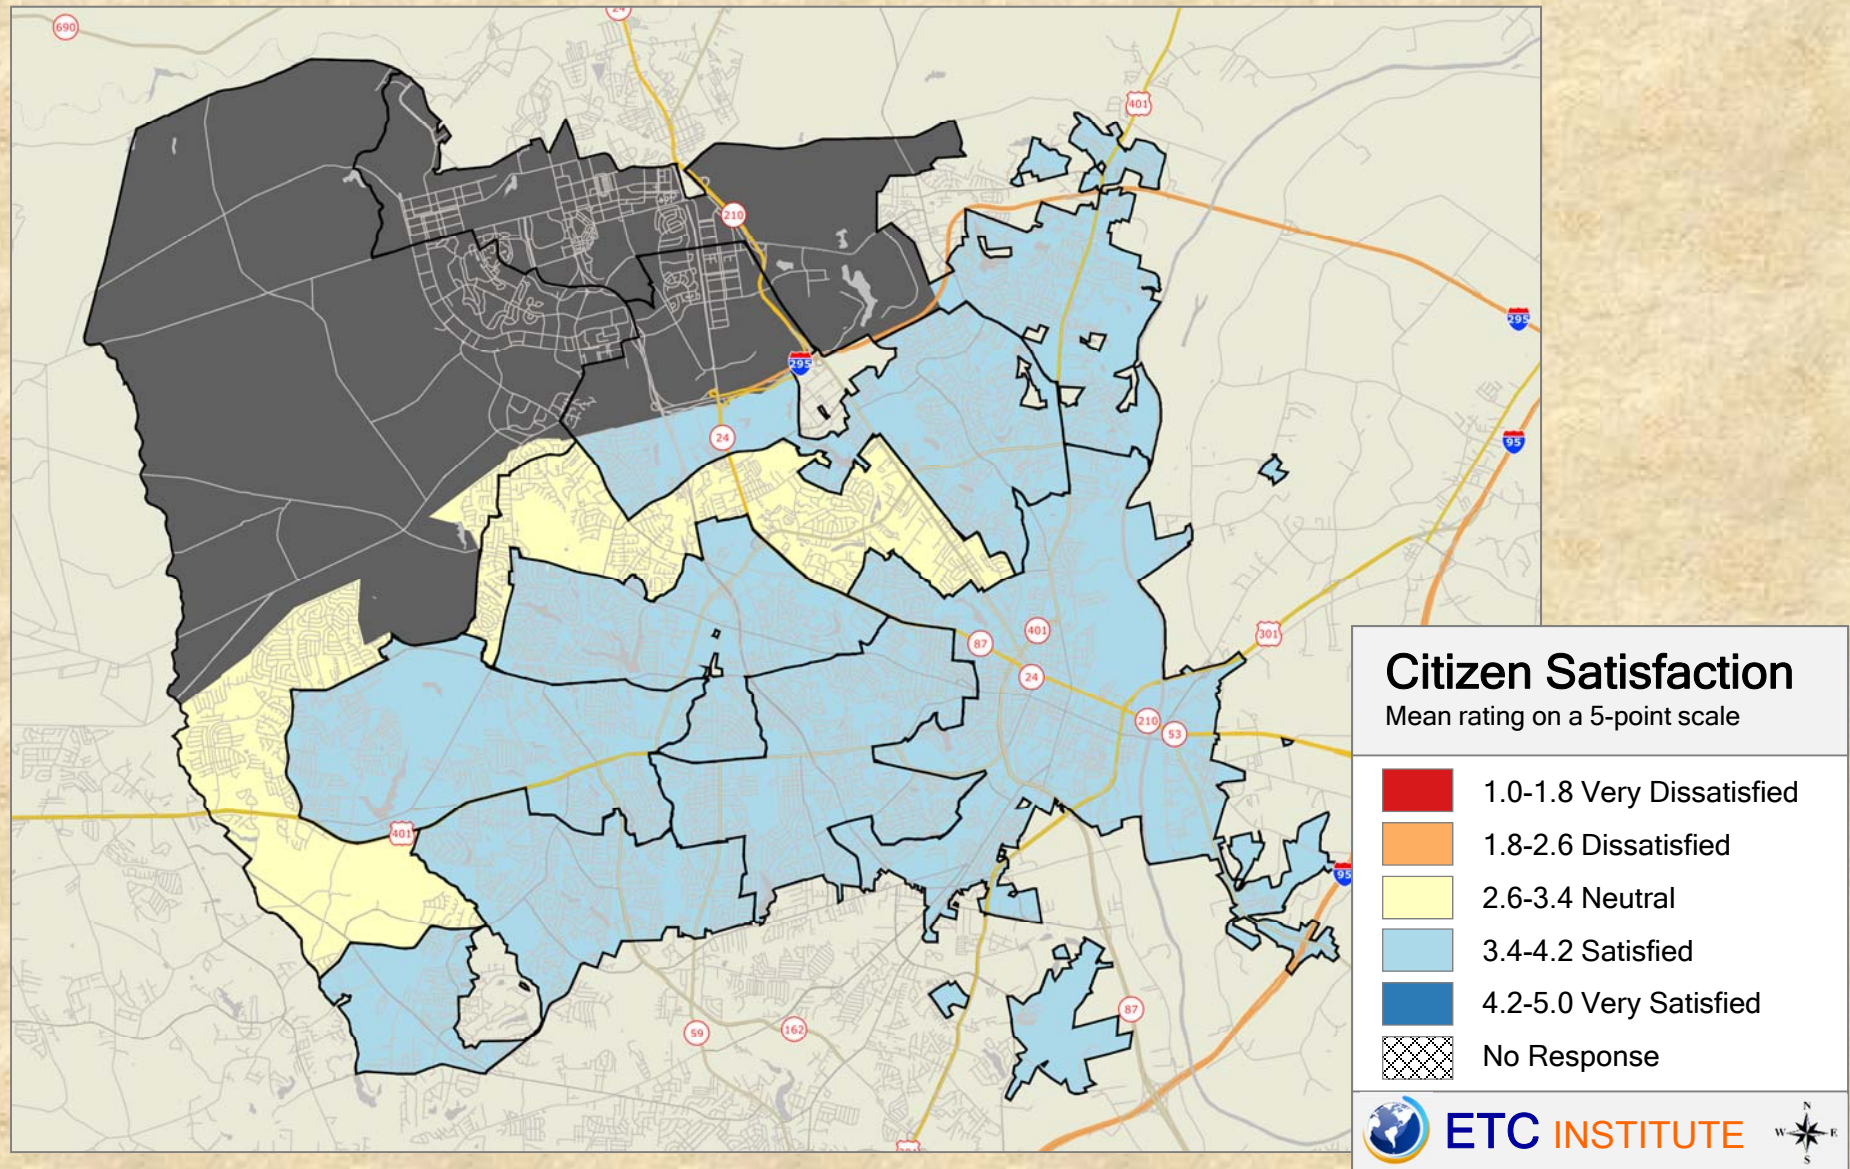 690
24
401
210
295
295
24
95
301
87
401
24
210
53
401
95
59
162
87
Citizen Satisfaction
Mean rating on a 5-point scale
1.0-1.8 Very Dissatisfied
1.8-2.6 Dissatisfied
2.6-3.4 Neutral
3.4-4.2 Satisfied
4.2-5.0 Very Satisfied
No Response
ETC INSTITUTE
N
W E
S